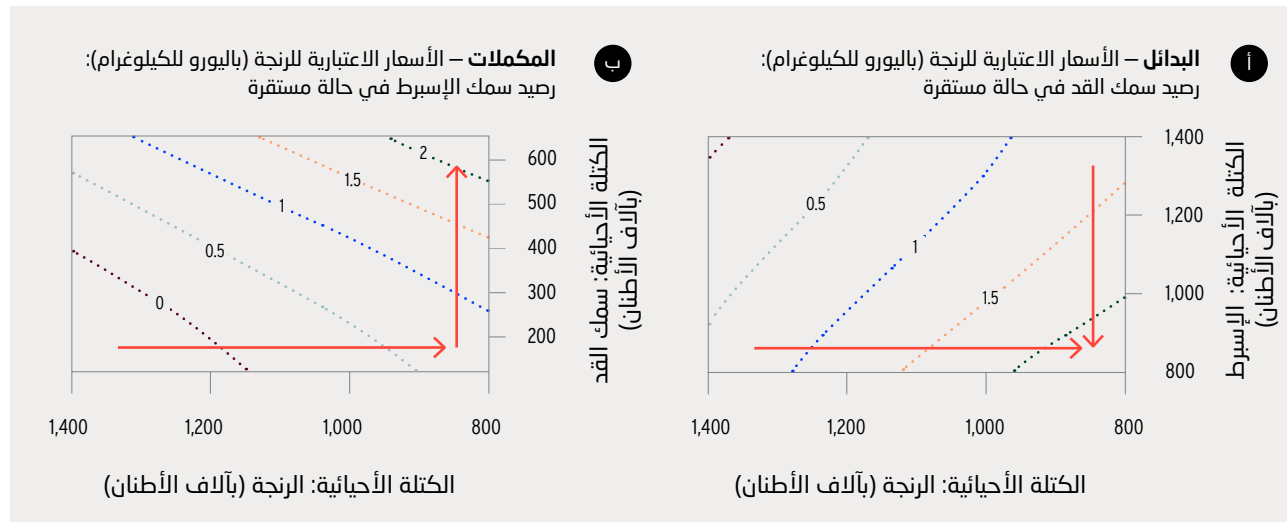 أ
البدائل – الأسعار الاعتبارية للرنجة (باليورو للكيلوغرام):
رصيد سمك القد في حالة مستقرة
1,400
1,200
1,000
800
الكتلة الأحيائية: الإسبرط
(بآلاف الأطنان)
0.5
1
1.5
1,400
1,200
1,000
800
الكتلة الأحيائية: الرنجة (بآلاف الأطنان)
ب
المكملات – الأسعار الاعتبارية للرنجة (باليورو للكيلوغرام):
رصيد سمك الإسبرط في حالة مستقرة
600
500
400
300
200
الكتلة الأحيائية: سمك القد
(بآلاف الأطنان)
2
1.5
1
0.5
0
1,400
1,200
1,000
800
الكتلة الأحيائية: الرنجة (بآلاف الأطنان)